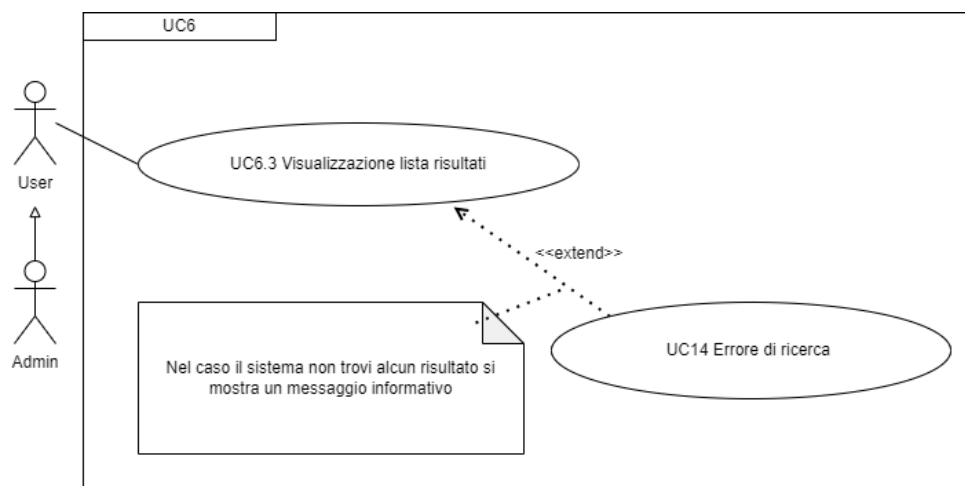 UC6
UC6.3 Visualizzazione lista risultati
User
<<extend>>
Nel caso il sistema non trovi alcun risultato si
mostra un messaggio informativo
UC14 Errore di ricerca
Admin